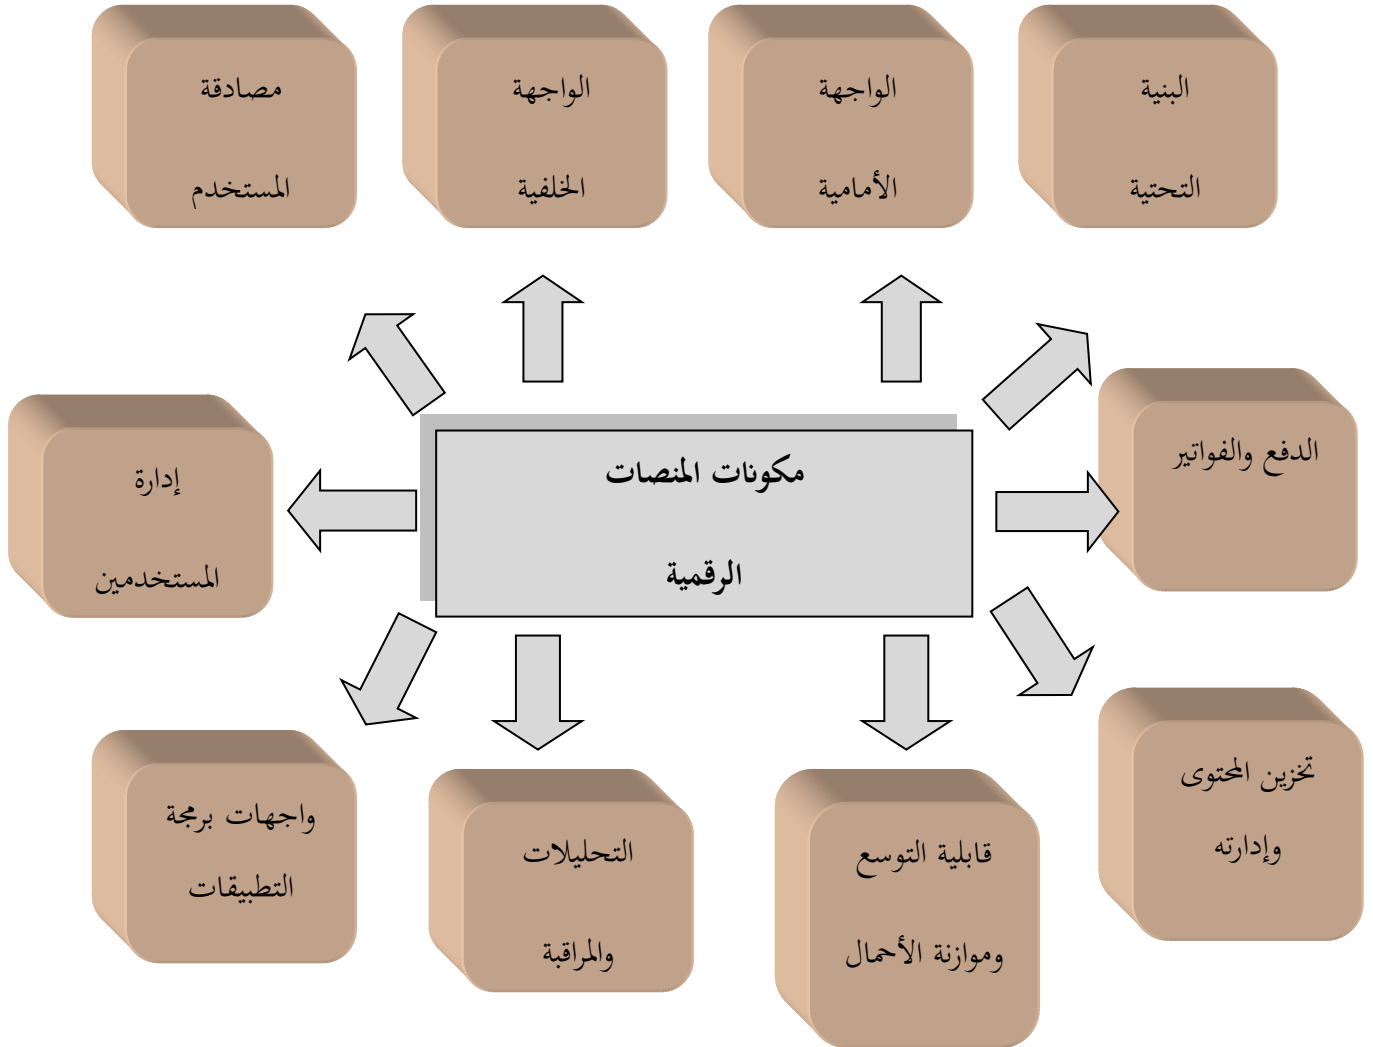 البنية
التحتية
الواجهة
الأمامية
الواجهة
الخلفية
مصادقة
المستخدم
الدفع والفواتير
مكونات المنصات
الرقمية
إدارة
المستخدمين
تخزين المحتوى
وإدارته
قابلية التوسع
وموازنة الأحمال
التحليلات
والمراقبة
واجهات برمجة
التطبيقات